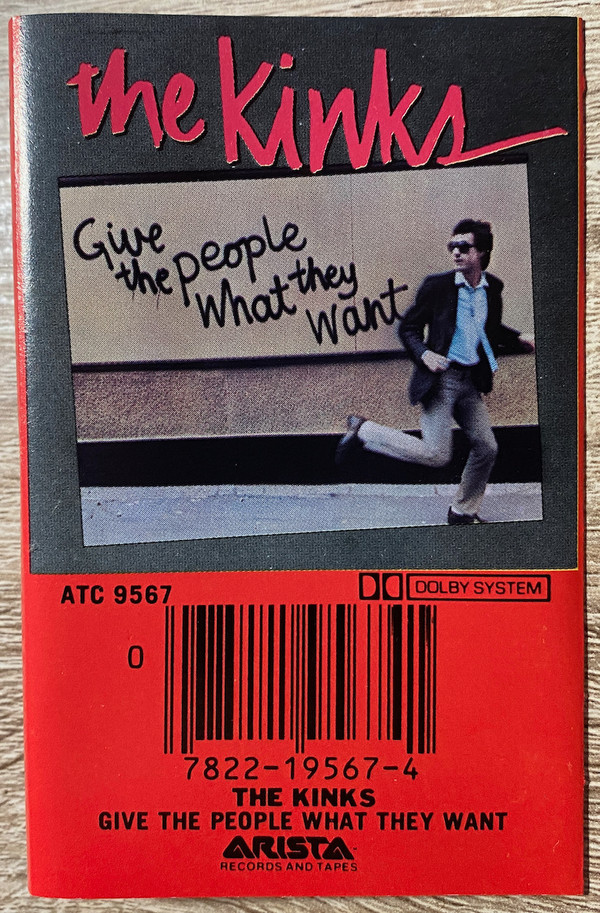 the Kinks
Give
the people
What they
Want
ATC 9567
DOLBY SYSTEM
0
7822-19567-4
THE KINKS
GIVE THE PEOPLE WHAT THEY WANT
ARISTA
RECORDS AND TAPES